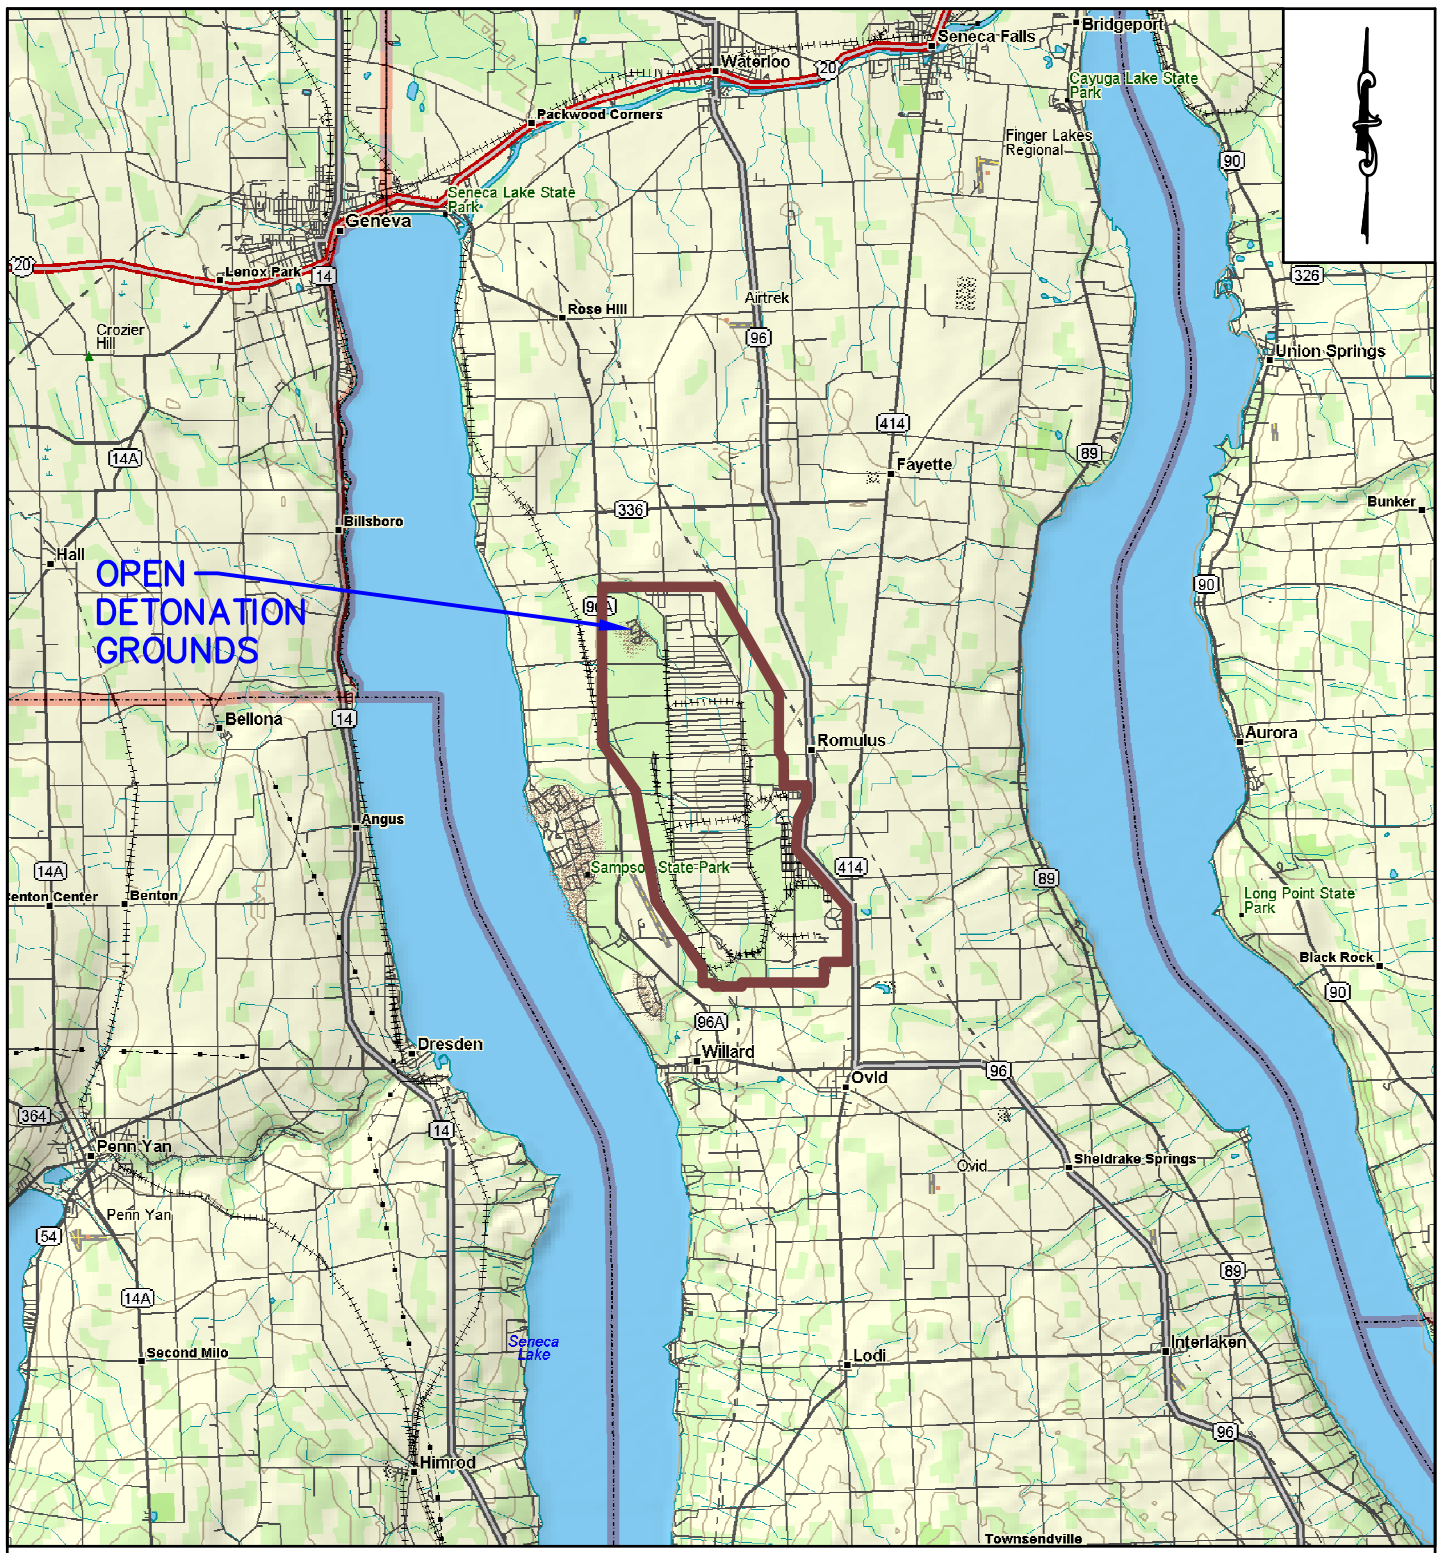 Bridgeport
Seneca Falls
Waterloo
20
Cayuga Lake State
Park
Packwood Corners
Finger Lakes
Regional
90
Seneca Lake State
Park
Geneva
20
Lenox Park
14
326
Airtrek
Rose Hill
Crozier
Hill
96
Union Springs
414
14A
89
Fayette
Bunker
336
Billsboro
Hall
OPEN
DETONATION
GROUNDS
90
96A
Bellona
14
Romulus
Aurora
Angus
14A
Sampso State Park
414
89
Centon Center
Benton
Long Point State
Park
Black Rock
90
96A
Dresden
Willard
Ovid
96
364
14
Penn Yan
Sheldrake Springs
Ovid
Penn Yan
54
89
14A
Seneca
Lake
Second Milo
Lodi
Interlaken
96
Himrod
Townsendville